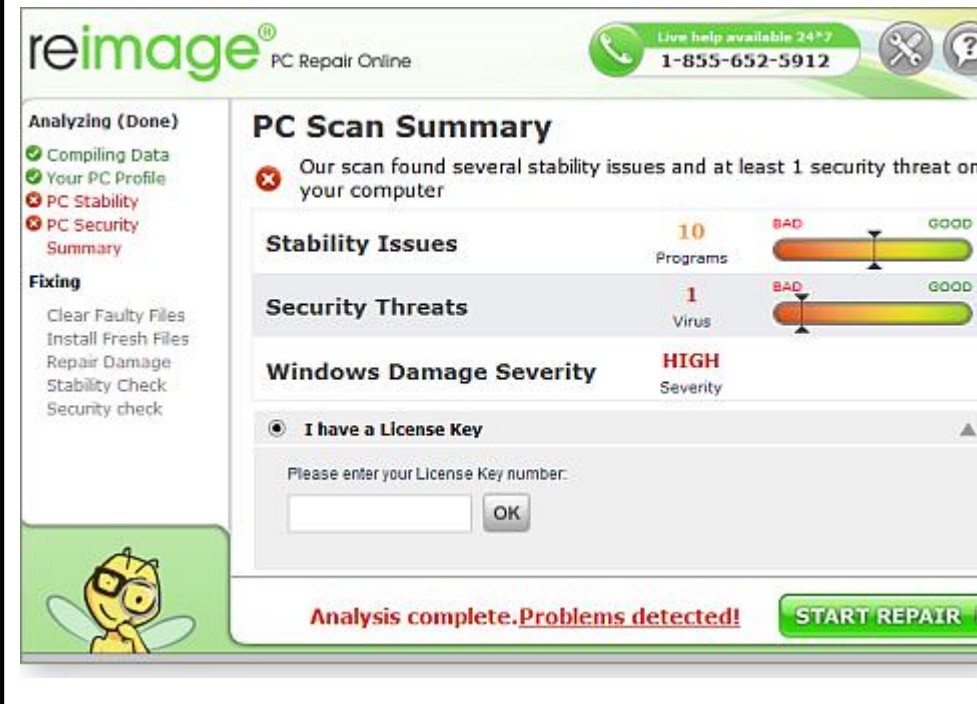 reimage® PC Repair Online
Live help available 24*7
1-855-652-5912
?
Analyzing (Done)
Compiling Data
Your PC Profile
PC Stability
PC Security
Summary
Fixing
Clear Faulty Files
Install Fresh Files
Repair Damage
Stability Check
Security check
PC Scan Summary
Our scan found several stability issues and at least 1 security threat on
your computer
Stability Issues
10
Programs
BAD GOOD
Security Threats
1
Virus
BAD GOOD
Windows Damage Severity
HIGH
Severity
I have a License Key
Please enter your License Key number:
OK
Analysis complete.Problems detected!
START REPAIR